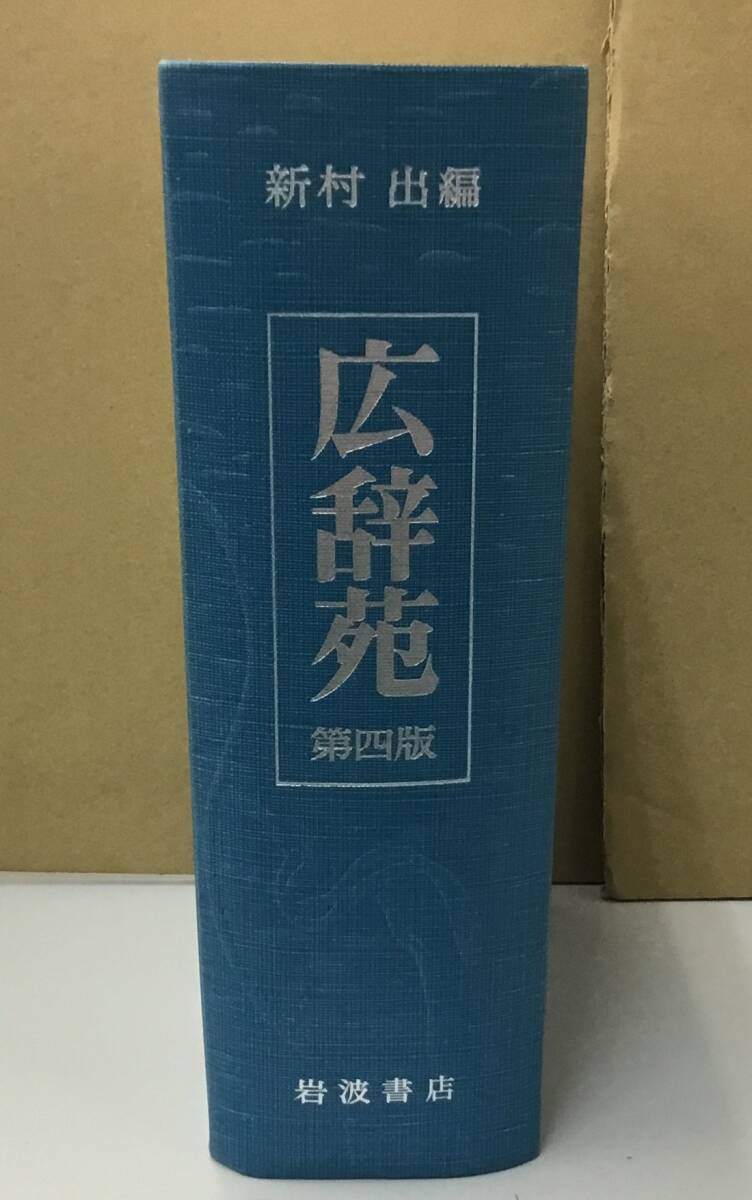 新村 出編
広辞苑
第四版
岩波書店